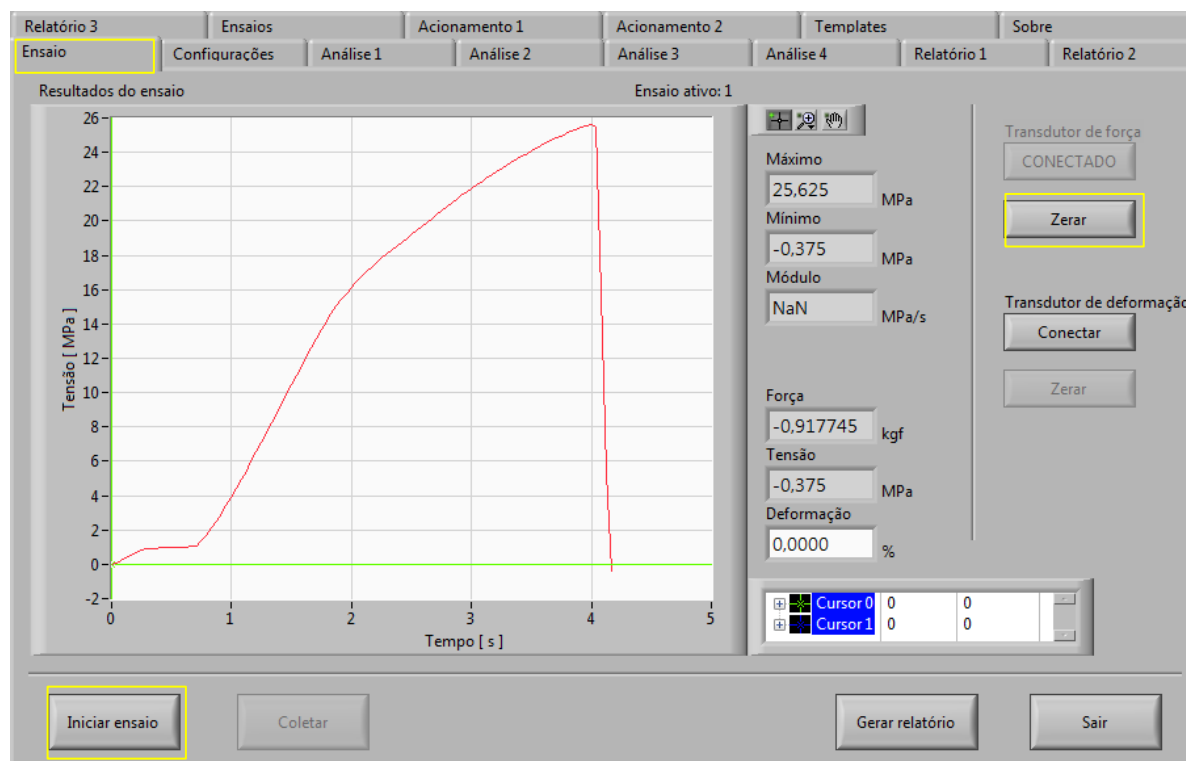 Relatório 3 Ensaios Acionamento 1 Acionamento 2 Templates Sobre
Ensaio Configurações Análise 1 Análise 2 Análise 3 Análise 4 Relatório 1 Relatório 2
Resultados do ensaio Ensaio ativo: 1
26
24
22
20
18
16
14
12
10
8
6
4
2
0
-2
Tensão [ MPa ]
0 1 2 3 4 5
Tempo [ s ]
Máximo
25,625 MPa
Mínimo
-0,375 MPa
Módulo
NaN MPa/s
Força
-0,917745 kgf
Tensão
-0,375 MPa
Deformação
0,0000 %
Cursor 0 0 0
Cursor 1 0 0
Transdutor de força
CONECTADO
Zerar
Transdutor de deformação
Conectar
Zerar
Iniciar ensaio Coletar Gerar relatório Sair